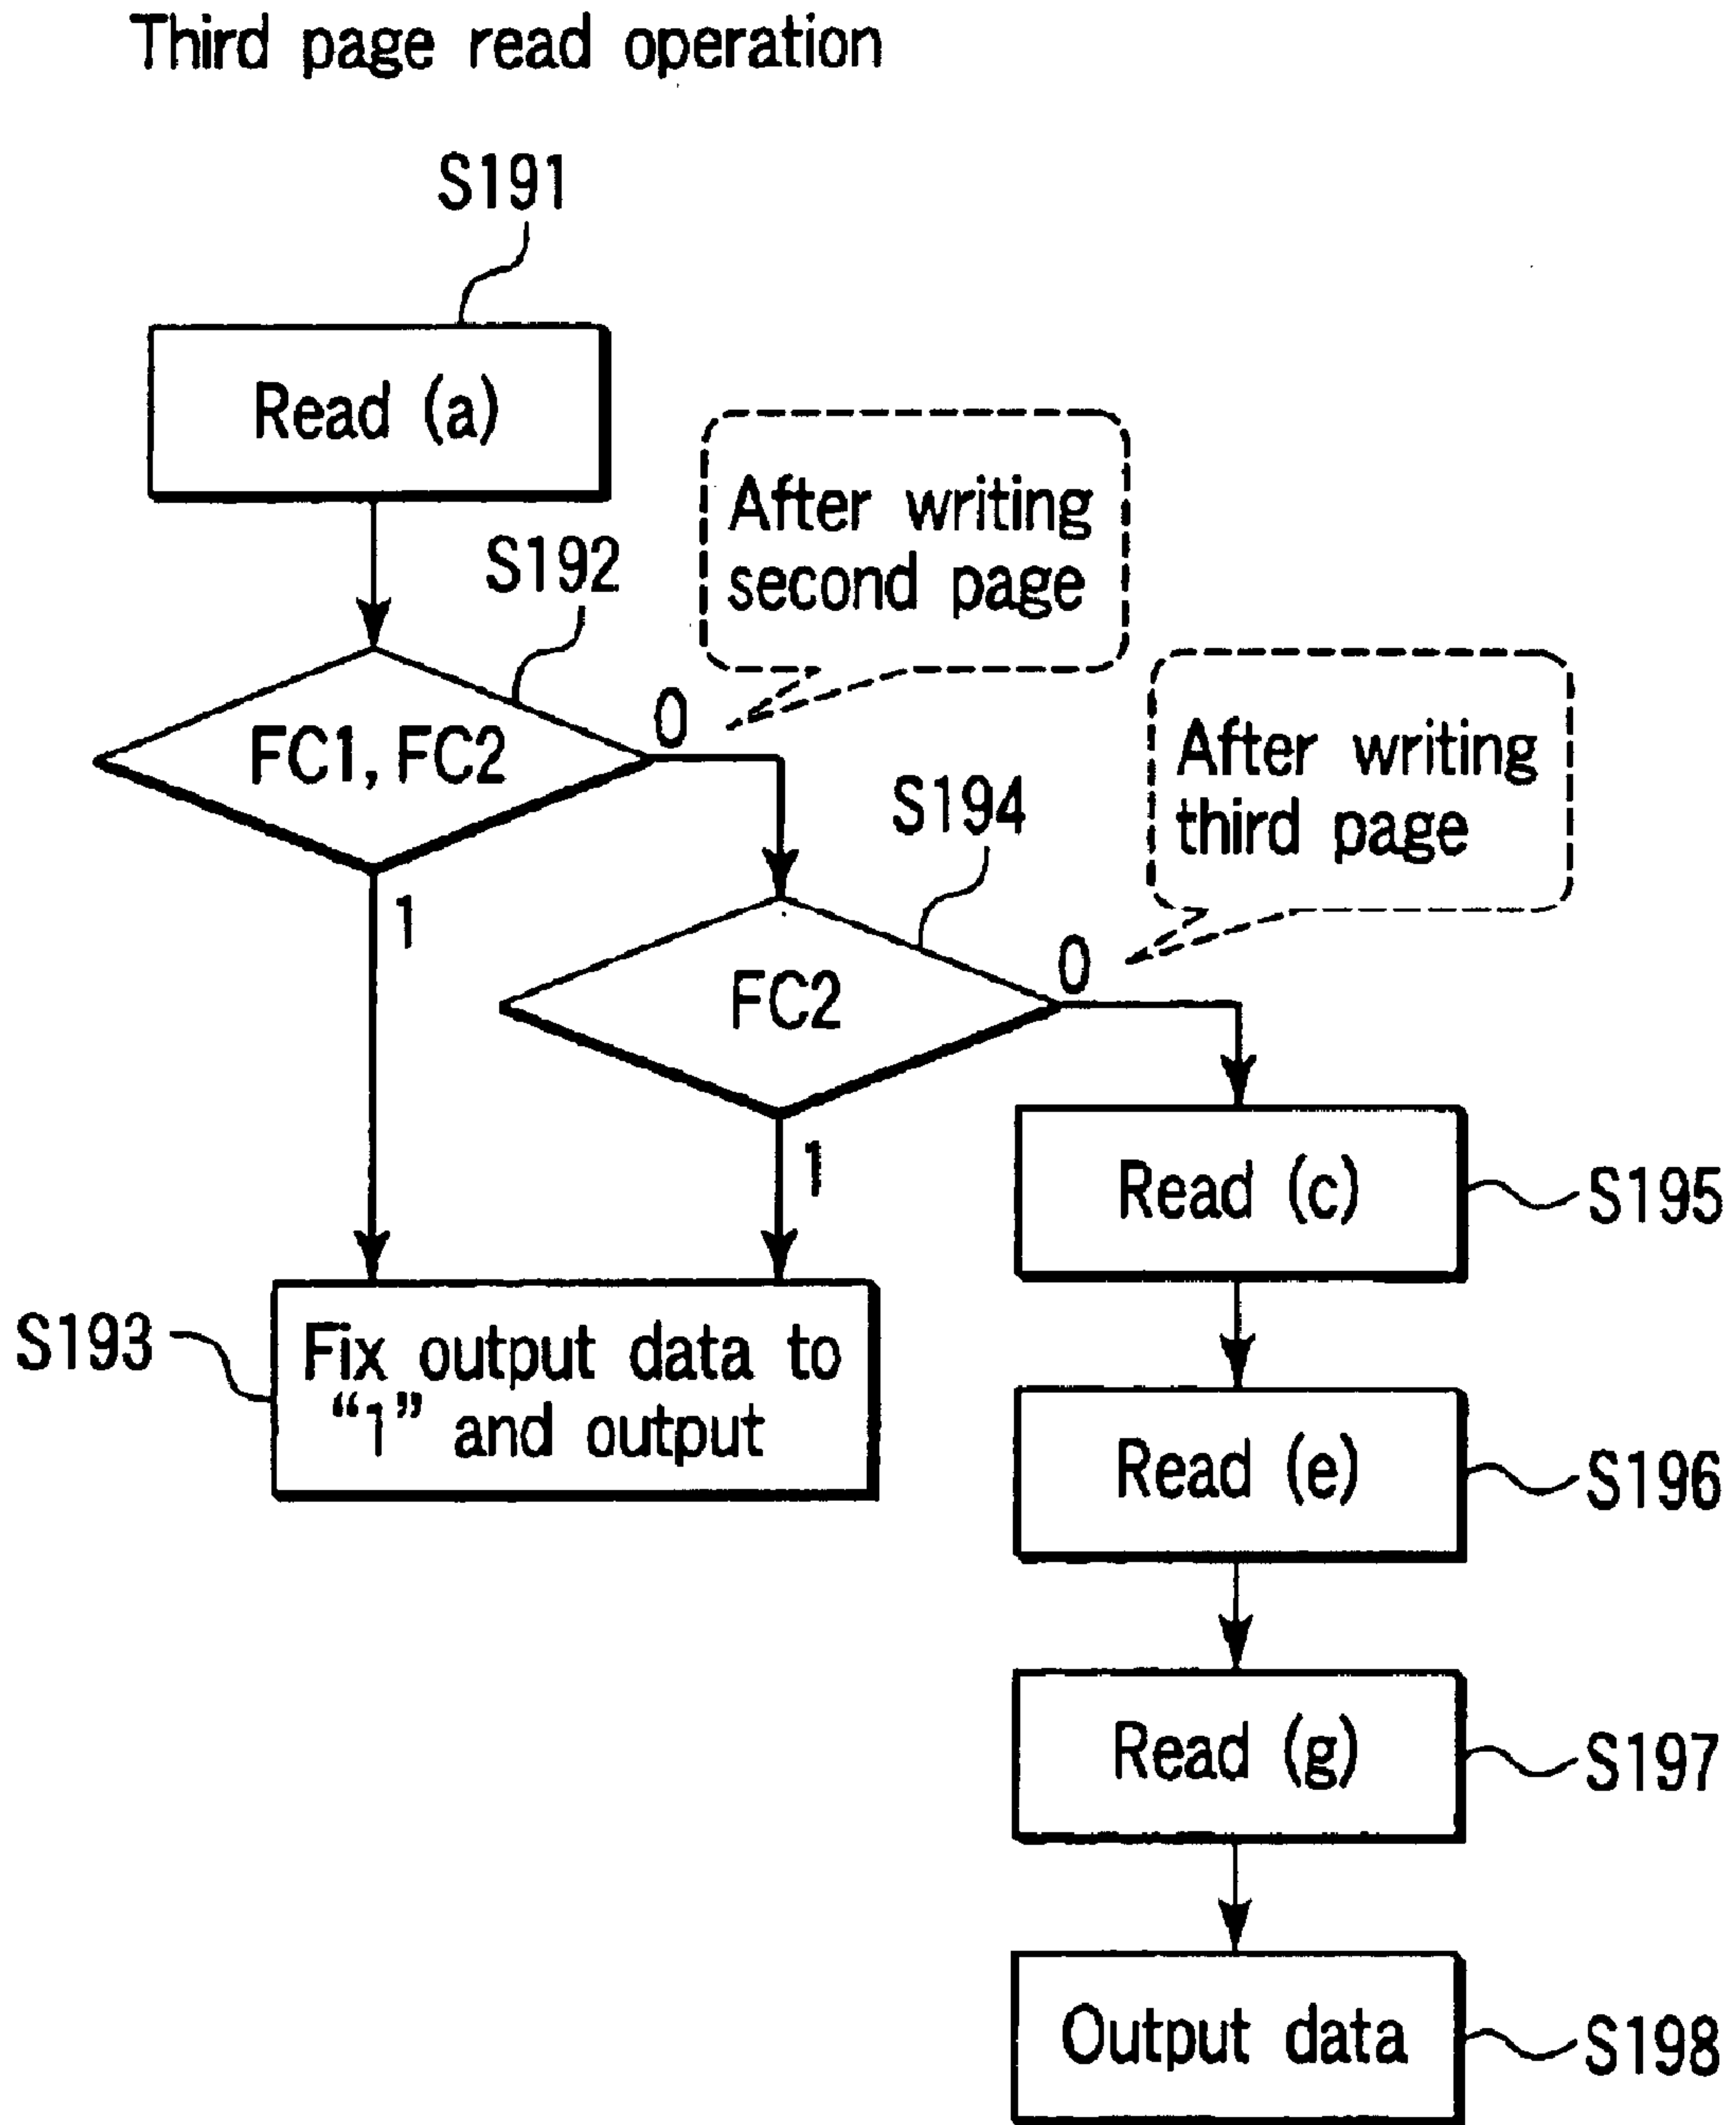 Third page read operation
S191
Read (a)
After writing
second page
S192
0
FC1, FC2
After writing
third page
S194
1
0
FC2
1
Read (c)
S195
S193
Fix output data to
“1” and output
Read (e)
S196
Read (g)
S197
Output data
S198